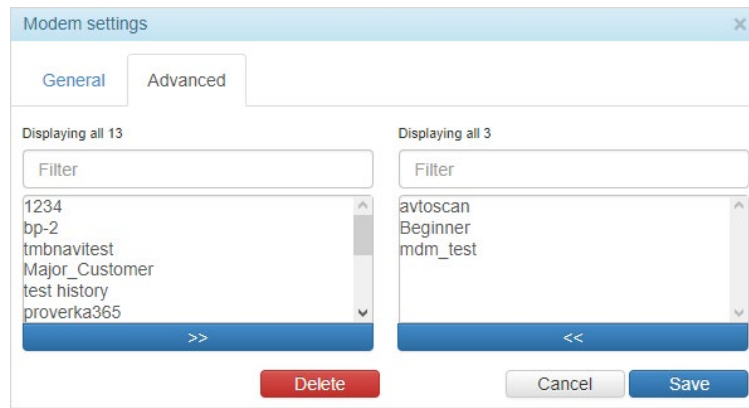 Modem settings ×
General Advanced
Displaying all 13
Filter
1234
bp-2
tmbnavitest
Major_Customer
test history
proverka365
>>
Displaying all 3
Filter
avtoscan
Beginner
mdm_test
<<
Delete Cancel Save